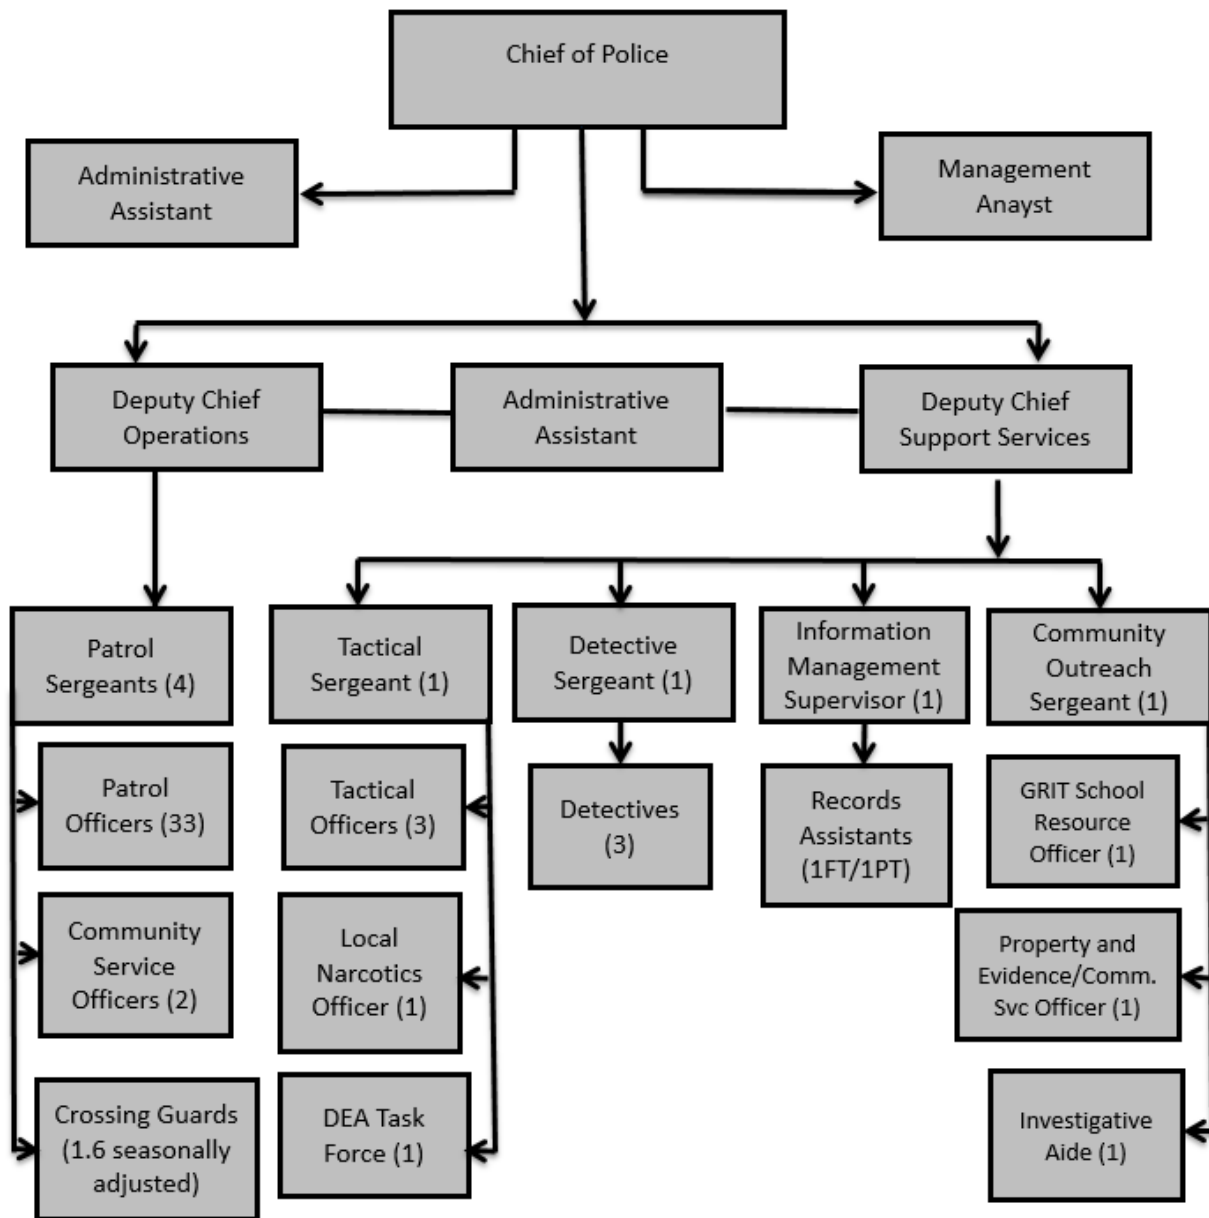 Chief of Police
Administrative
Assistant
Management
Anayst
Deputy Chief
Operations
Administrative
Assistant
Deputy Chief
Support Services
Patrol
Sergeants (4)
Tactical
Sergeant (1)
Detective
Sergeant (1)
Information
Management
Supervisor (1)
Community
Outreach
Sergeant (1)
Patrol
Officers (33)
Tactical
Officers (3)
Detectives
(3)
Records
Assistants
(1FT/1PT)
GRIT School
Resource
Officer (1)
Community
Service
Officers (2)
Local
Narcotics
Officer (1)
Property and
Evidence/Comm.
Svc Officer (1)
Crossing Guards
(1.6 seasonally
adjusted)
DEA Task
Force (1)
Investigative
Aide (1)